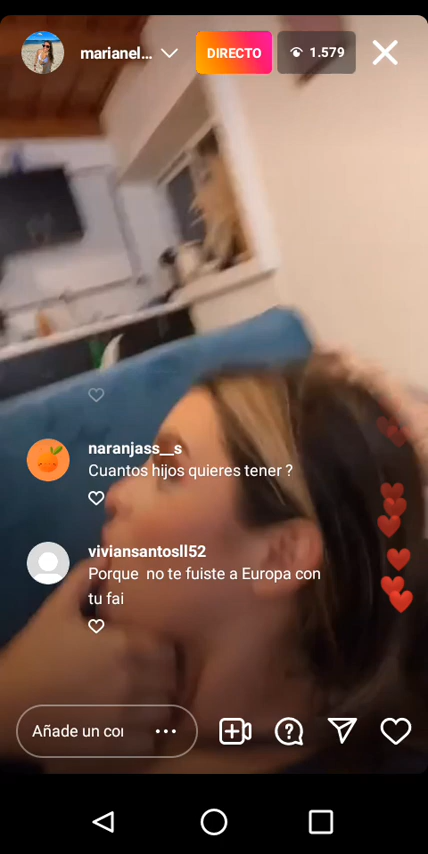 marianel...
DIRECTO
1.579
naranjass__s
Cuantos hijos quieres tener ?
viviansantosll52
Porque no te fuiste a Europa con
tu fai
Añade un co